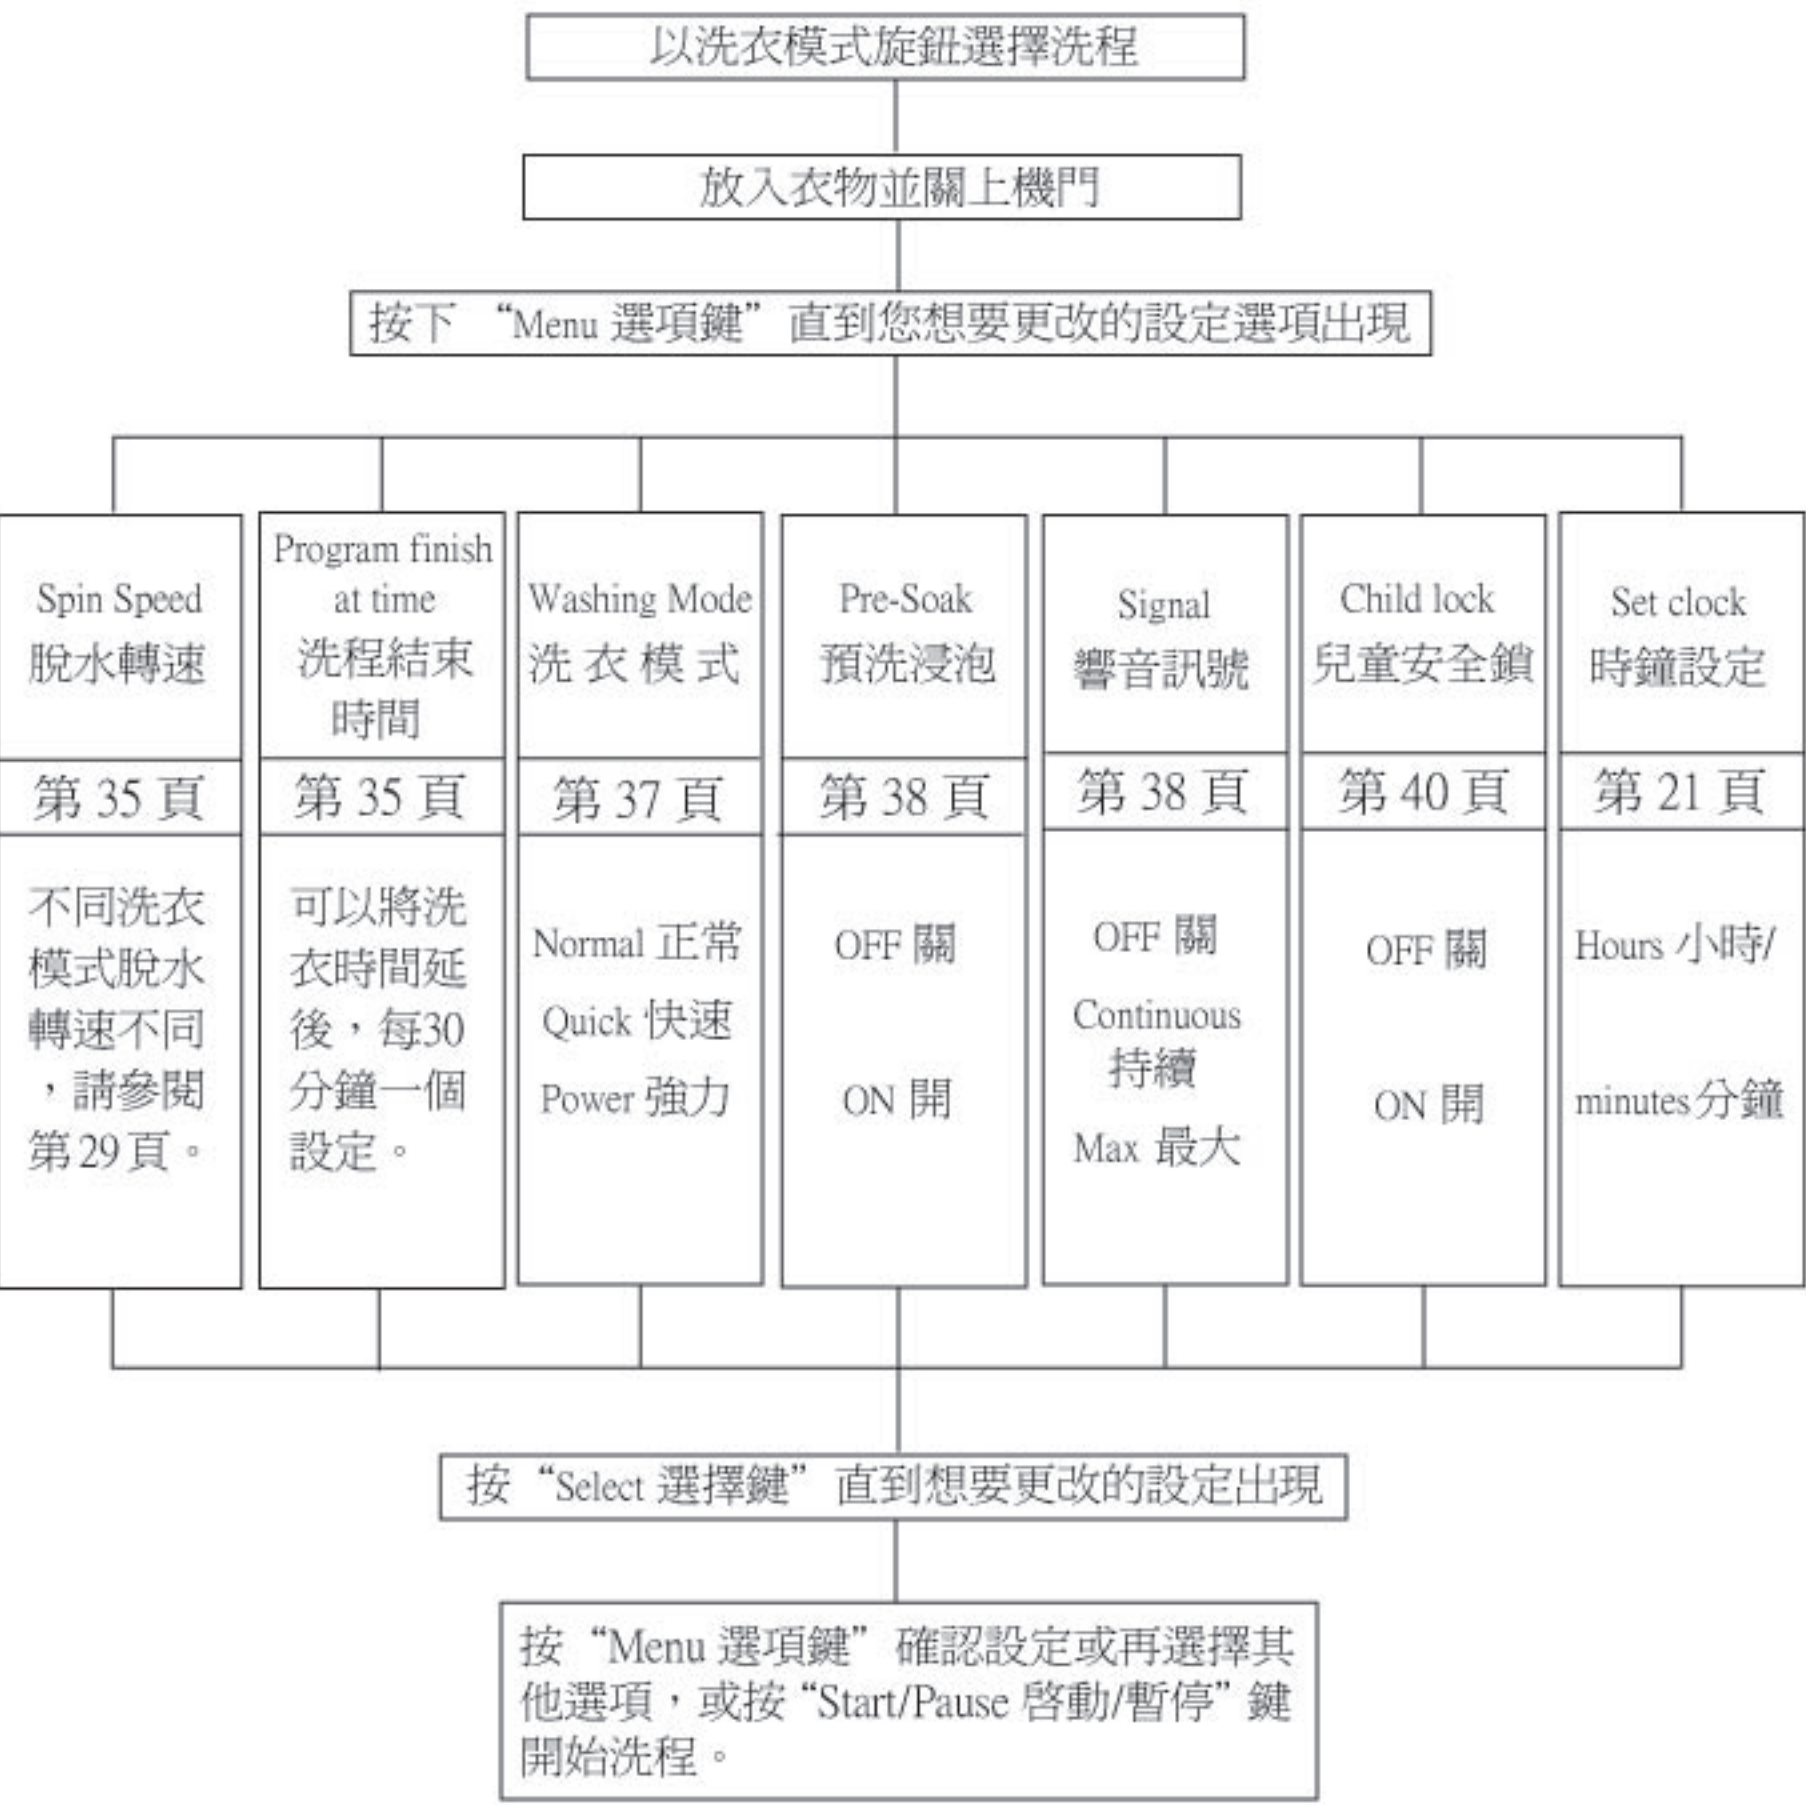 以洗衣模式旋鈕選擇洗程
放入衣物並關上機門
按下 “Menu 選項鍵” 直到您想要更改的設定選項出現
Spin Speed
脫水轉速
第 35 頁
不同洗衣
模式脫水
轉速不同
，請參閱
第29頁。
Program finish
at time
洗程結束
時間
第 35 頁
可以將洗
衣時間延
後，每30
分鐘一個
設定。
Washing Mode
洗 衣 模 式
第 37 頁
Normal 正常
Quick 快速
Power 強力
Pre-Soak
預洗浸泡
第 38 頁
OFF 關
ON 開
Signal
響音訊號
第 38 頁
OFF 關
Continuous
持續
Max 最大
Child lock
兒童安全鎖
第 40 頁
OFF 關
ON 開
Set clock
時鐘設定
第 21 頁
Hours 小時/
minutes分鐘
按 “Select 選擇鍵” 直到想要更改的設定出現
按 “Menu 選項鍵” 確認設定或再選擇其
他選項，或按 “Start/Pause 啓動/暫停” 鍵
開始洗程。